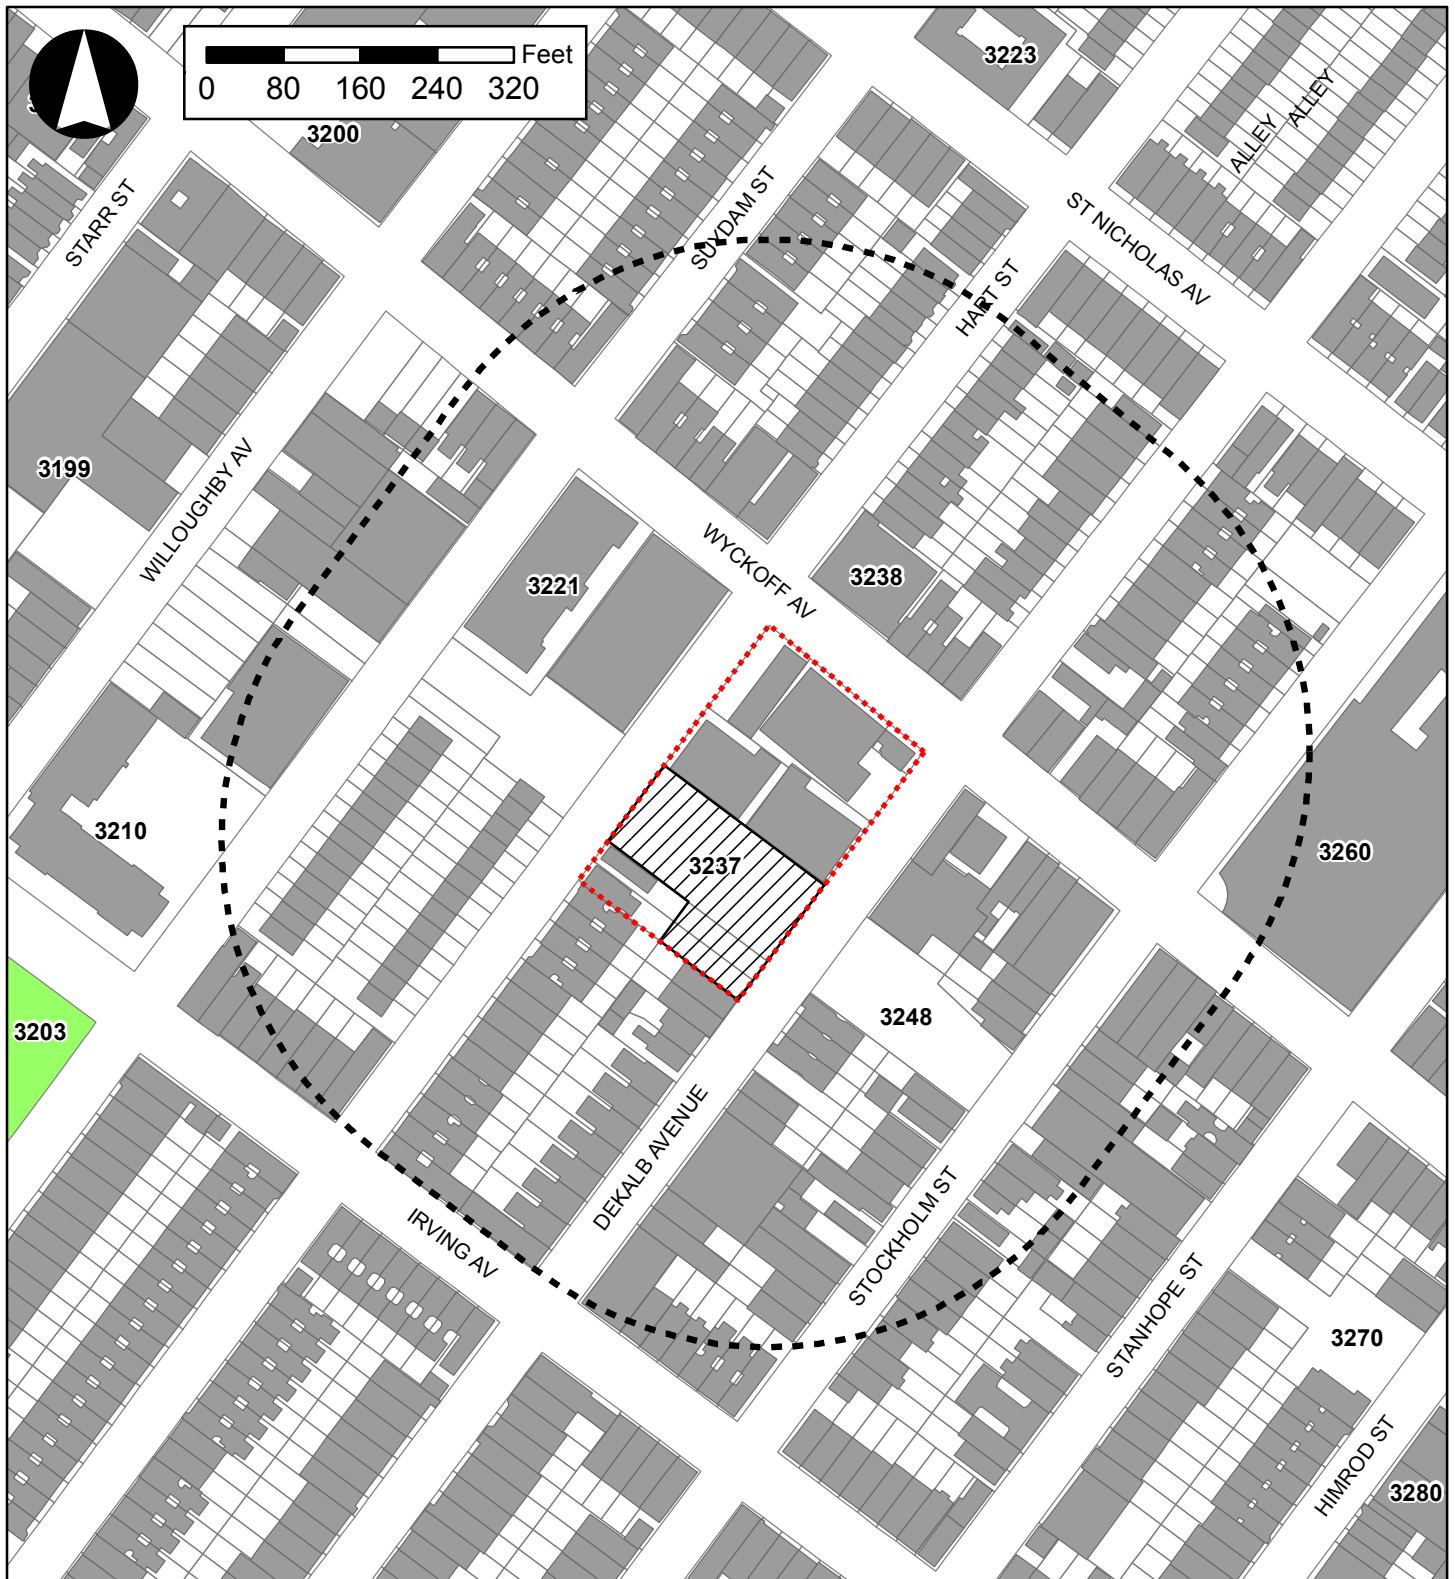 Feet
0 80 160 240 320
3223
3200
ALLEY
ALLEY
STARR ST
SUYDAM ST
ST NICHOLAS AV
HART ST
3199
WILLOUGHBY AV
WYCKOFF AV
3221
3238
3210
3237
3260
3203
3248
DEKALB AVENUE
IRVING AV
STOCKHOLM ST
STANHOPE ST
3270
HIMROD ST
3280